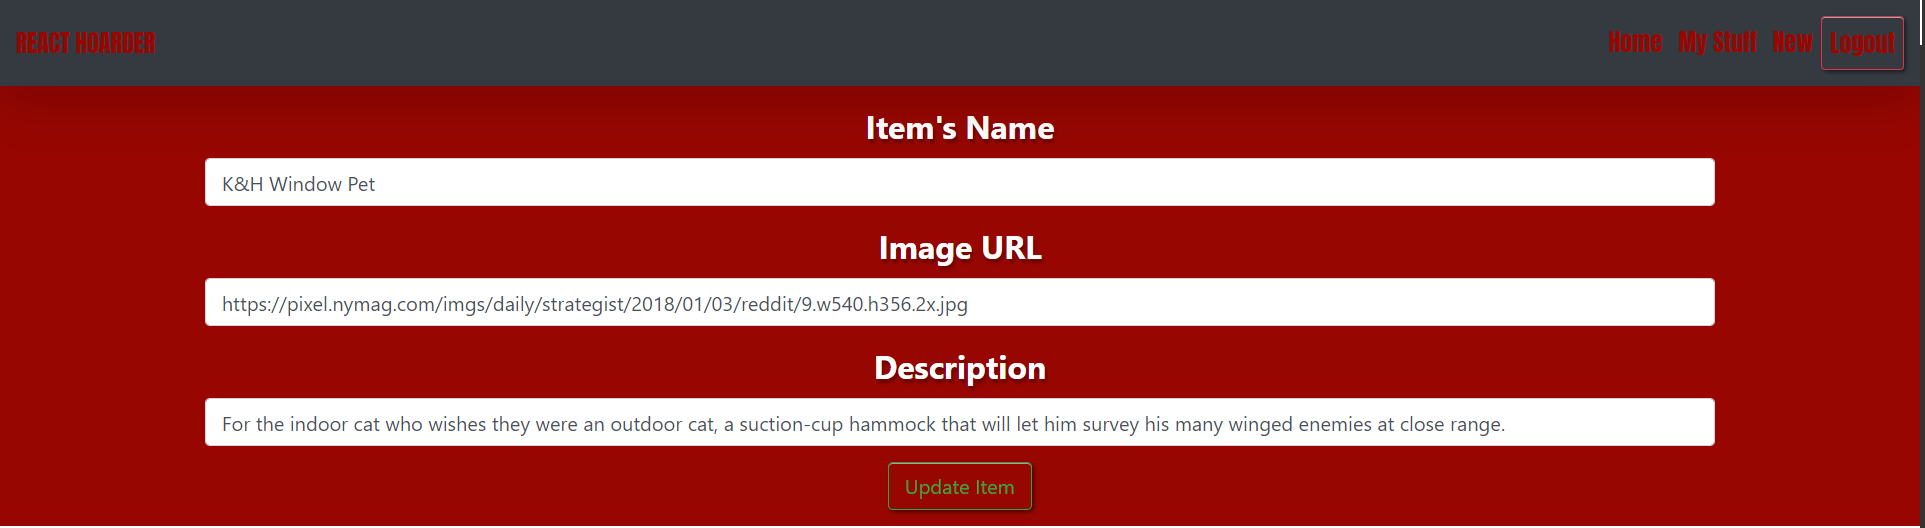 REACT HOARDER Home My Stuff New Logout
Item's Name
K&H Window Pet
Image URL
https://pixel.nymag.com/imgs/daily/strategist/2018/01/03/reddit/9.w540.h356.2x.jpg
Description
For the indoor cat who wishes they were an outdoor cat, a suction-cup hammock that will let him survey his many winged enemies at close range.
Update Item